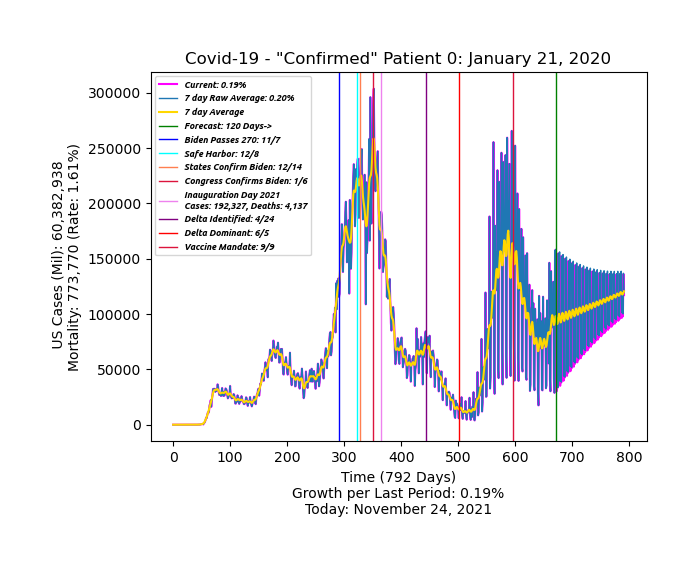 Covid-19 - "Confirmed" Patient 0: January 21, 2020
300000
250000
200000
150000
100000
50000
0
US Cases (Mil): 60,382,938
Mortality: 773,770 (Rate: 1.61%)
Current: 0.19%
7 day Raw Average: 0.20%
7 day Average
Forecast: 120 Days->
Biden Passes 270: 11/7
Safe Harbor: 12/8
States Confirm Biden: 12/14
Congress Confirms Biden: 1/6
Inauguration Day 2021
Cases: 192,327, Deaths: 4,137
Delta Identified: 4/24
Delta Dominant: 6/5
Vaccine Mandate: 9/9
0 100 200 300 400 500 600 700 800
Time (792 Days)
Growth per Last Period: 0.19%
Today: November 24, 2021